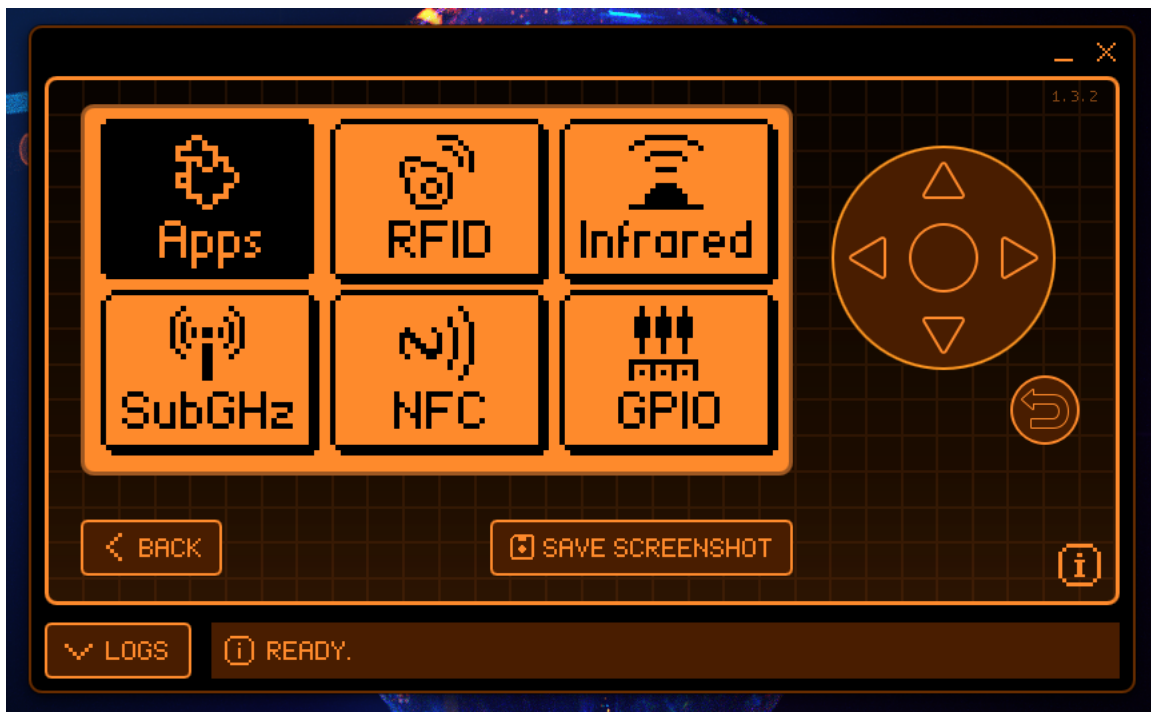 1.3.2
Apps
RFID
Infrared
SubGHz
NFC
GPIO
BACK
SAVE SCREENSHOT
LOGS
READY.